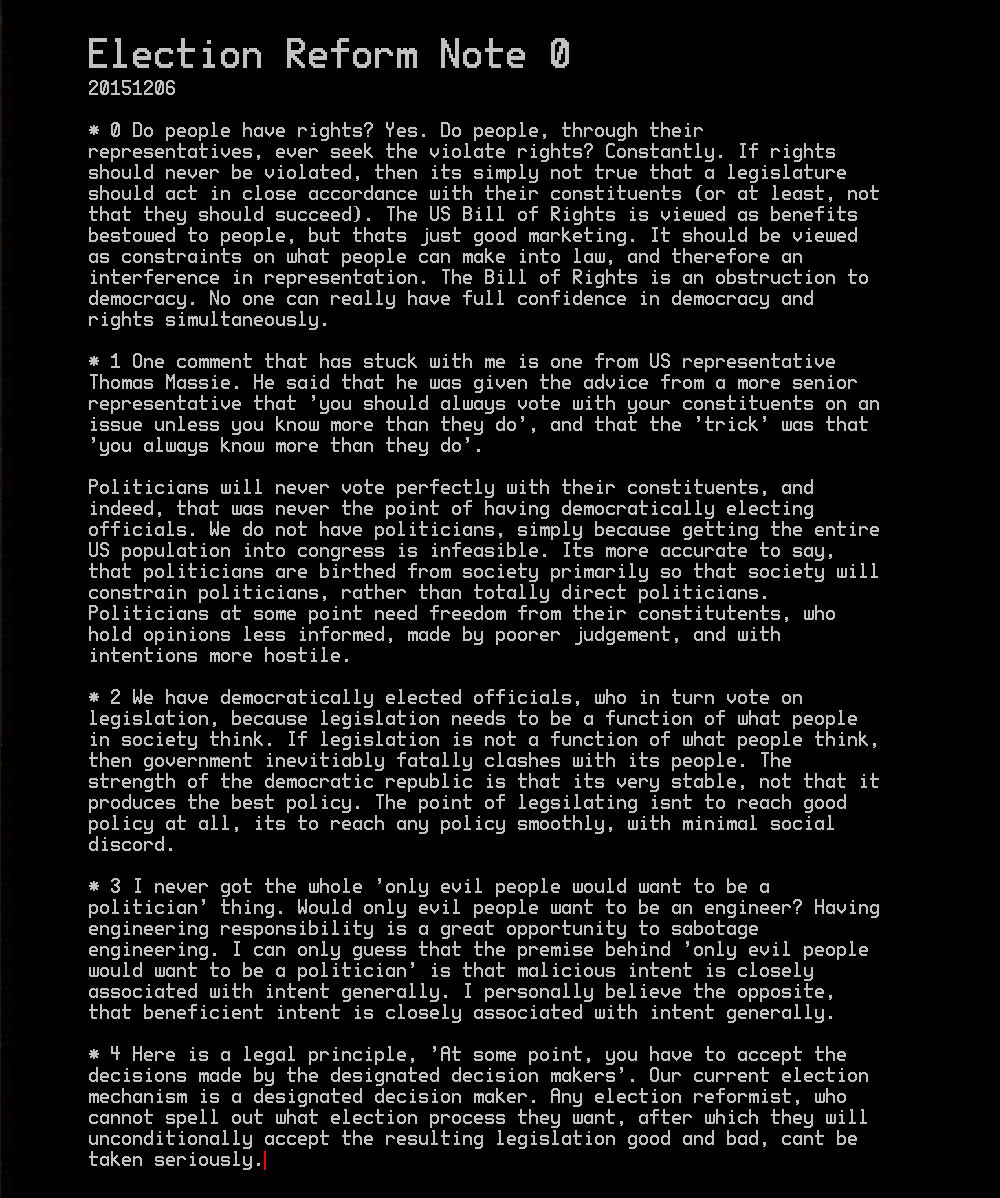 Election Reform Note 0
20151206
* 0 Do people have rights? Yes. Do people, through their
representatives, ever seek the violate rights? Constantly. If rights
should never be violated, then its simply not true that a legislature
should act in close accordance with their constituents (or at least, not
that they should succeed). The US Bill of Rights is viewed as benefits
bestowed to people, but thats just good marketing. It should be viewed
as constraints on what people can make into law, and therefore an
interference in representation. The Bill of Rights is an obstruction to
democracy. No one can really have full confidence in democracy and
rights simultaneously.
* 1 One comment that has stuck with me is one from US representative
Thomas Massie. He said that he was given the advice from a more senior
representative that 'you should always vote with your constituents on an
issue unless you know more than they do', and that the 'trick' was that
'you always know more than they do'.
Politicians will never vote perfectly with their constituents, and
indeed, that was never the point of having democratically electing
officials. We do not have politicians, simply because getting the entire
US population into congress is infeasible. Its more accurate to say,
that politicians are birthed from society primarily so that society will
constrain politicians, rather than totally direct politicians.
Politicians at some point need freedom from their constitutents, who
hold opinions less informed, made by poorer judgement, and with
intentions more hostile.
* 2 We have democratically elected officials, who in turn vote on
legislation, because legislation needs to be a function of what people
in society think. If legislation is not a function of what people think,
then government inevitiably fatally clashes with its people. The
strength of the democratic republic is that its very stable, not that it
produces the best policy. The point of legsilating isnt to reach good
policy at all, its to reach any policy smoothly, with minimal social
discord.
* 3 I never got the whole 'only evil people would want to be a
politician' thing. Would only evil people want to be an engineer? Having
engineering responsibility is a great opportunity to sabotage
engineering. I can only guess that the premise behind 'only evil people
would want to be a politician' is that malicious intent is closely
associated with intent generally. I personally believe the opposite,
that beneficient intent is closely associated with intent generally.
* 4 Here is a legal principle, 'At some point, you have to accept the
decisions made by the designated decision makers'. Our current election
mechanism is a designated decision maker. Any election reformist, who
cannot spell out what election process they want, after which they will
unconditionally accept the resulting legislation good and bad, cant be
taken seriously.